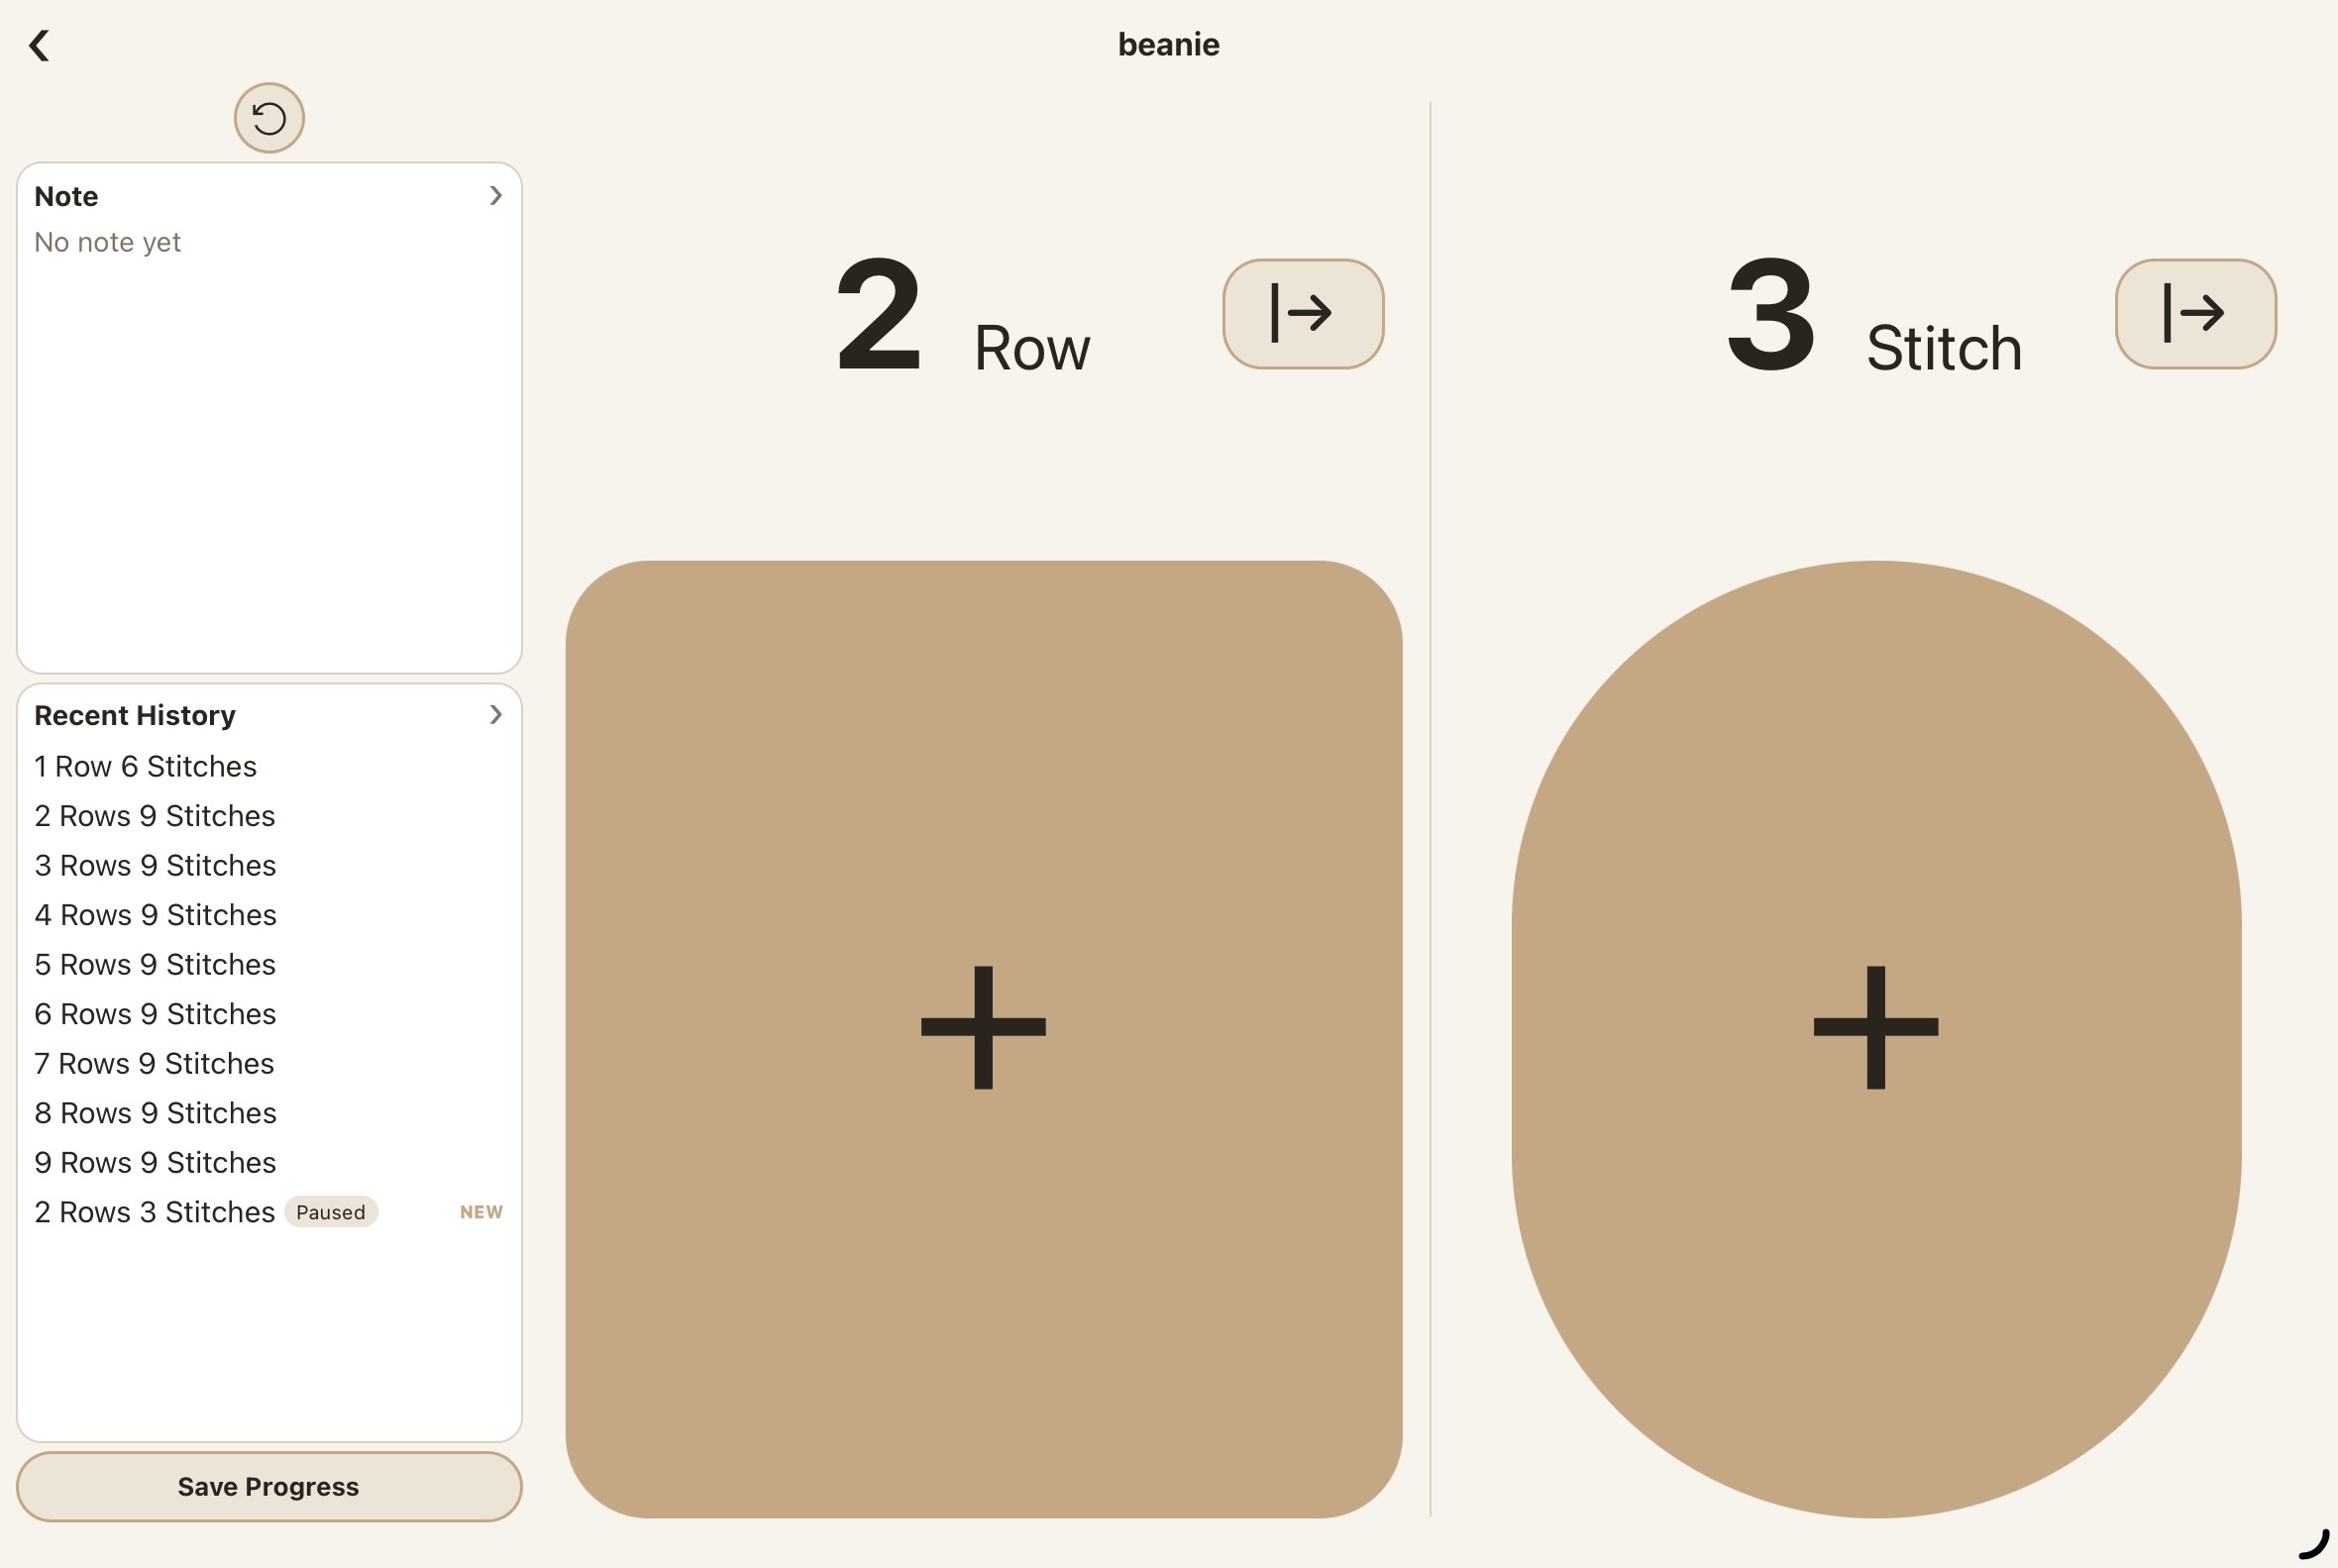 beanie
Note
No note yet
Recent History
1 Row 6 Stitches
2 Rows 9 Stitches
3 Rows 9 Stitches
4 Rows 9 Stitches
5 Rows 9 Stitches
6 Rows 9 Stitches
7 Rows 9 Stitches
8 Rows 9 Stitches
9 Rows 9 Stitches
2 Rows 3 Stitches Paused NEW
Save Progress
2 Row
3 Stitch